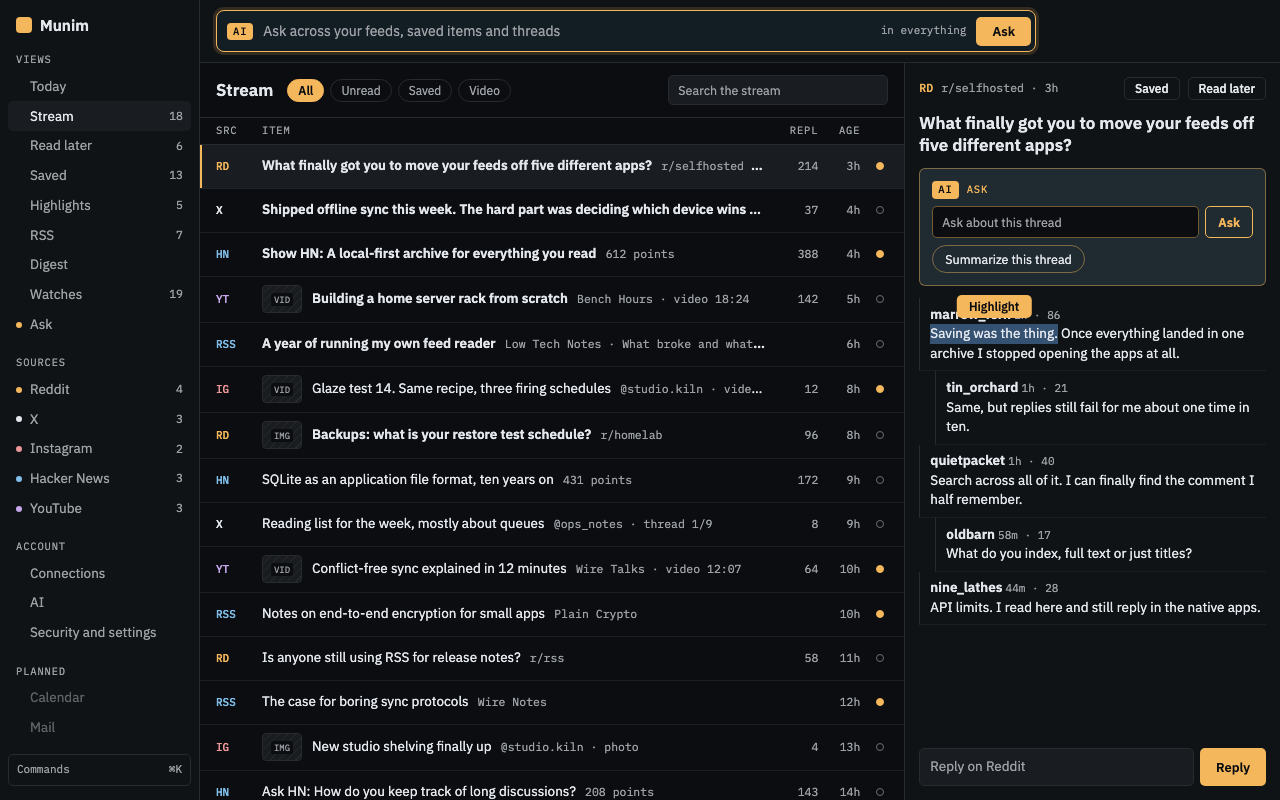 Munim
VIEWS
Today
Stream 18
Read later 6
Saved 13
Highlights 5
RSS 7
Digest
Watches 19
Ask
SOURCES
Reddit 4
X 3
Instagram 2
Hacker News 3
YouTube 3
ACCOUNT
Connections
AI
Security and settings
PLANNED
Calendar
Mail
Commands ⌘K
AI Ask across your feeds, saved items and threads in everything Ask
Stream All Unread Saved Video Search the stream
SRC ITEM REPL AGE
RD What finally got you to move your feeds off five different apps? r/selfhosted … 214 3h
X Shipped offline sync this week. The hard part was deciding which device wins … 37 4h
HN Show HN: A local-first archive for everything you read 612 points 388 4h
YT VID Building a home server rack from scratch Bench Hours · video 18:24 142 5h
RSS A year of running my own feed reader Low Tech Notes · What broke and what… 6h
IG VID Glaze test 14. Same recipe, three firing schedules @studio.kiln · vide… 12 8h
RD IMG Backups: what is your restore test schedule? r/homelab 96 8h
HN SQLite as an application file format, ten years on 431 points 172 9h
X Reading list for the week, mostly about queues @ops_notes · thread 1/9 8 9h
YT VID Conflict-free sync explained in 12 minutes Wire Talks · video 12:07 64 10h
RSS Notes on end-to-end encryption for small apps Plain Crypto 10h
RD Is anyone still using RSS for release notes? r/rss 58 11h
RSS The case for boring sync protocols Wire Notes 12h
IG IMG New studio shelving finally up @studio.kiln · photo 4 13h
HN Ask HN: How do you keep track of long discussions? 208 points 143 14h
RD r/selfhosted · 3h Saved Read later
What finally got you to move your feeds off
five different apps?
AI ASK
Ask about this thread Ask
Summarize this thread
Highlight
· 86
Saving was the thing. Once everything landed in one
archive I stopped opening the apps at all.
tin_orchard 1h · 21
Same, but replies still fail for me about one time in
ten.
quietpacket 1h · 40
Search across all of it. I can finally find the comment I
half remember.
oldbarn 58m · 17
What do you index, full text or just titles?
nine_lathes 44m · 28
API limits. I read here and still reply in the native apps.
Reply on Reddit Reply